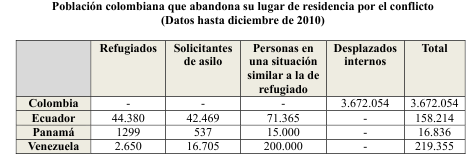 Población colombiana que abandona su lugar de residencia por el conflicto
(Datos hasta diciembre de 2010)
Refugiados Solicitantes de asilo Personas en una situación similar a la de refugiado Desplazados internos Total
Colombia - - - 3.672.054 3.672.054
Ecuador 44.380 42.469 71.365 - 158.214
Panamá 1299 537 15.000 - 16.836
Venezuela 2.650 16.705 200.000 - 219.355